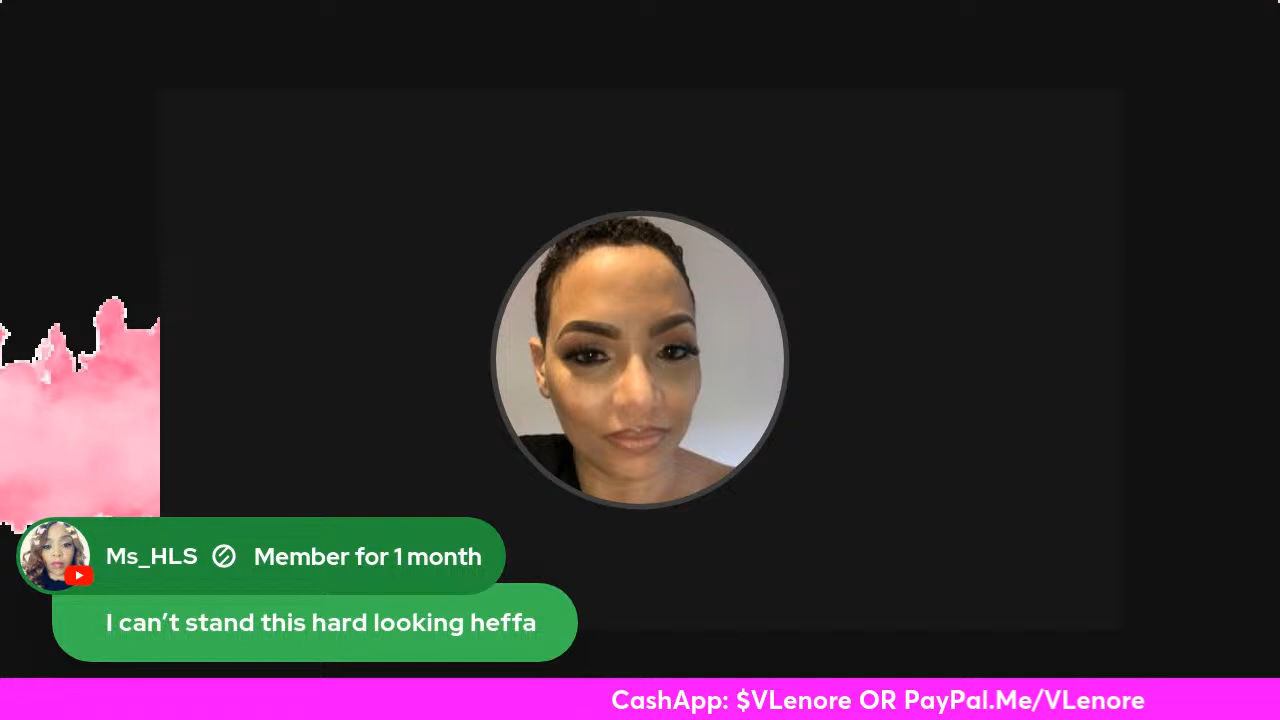 Ms_HLS Member for 1 month
I can’t stand this hard looking heffa
CashApp: $VLenore OR PayPal.Me/VLenore